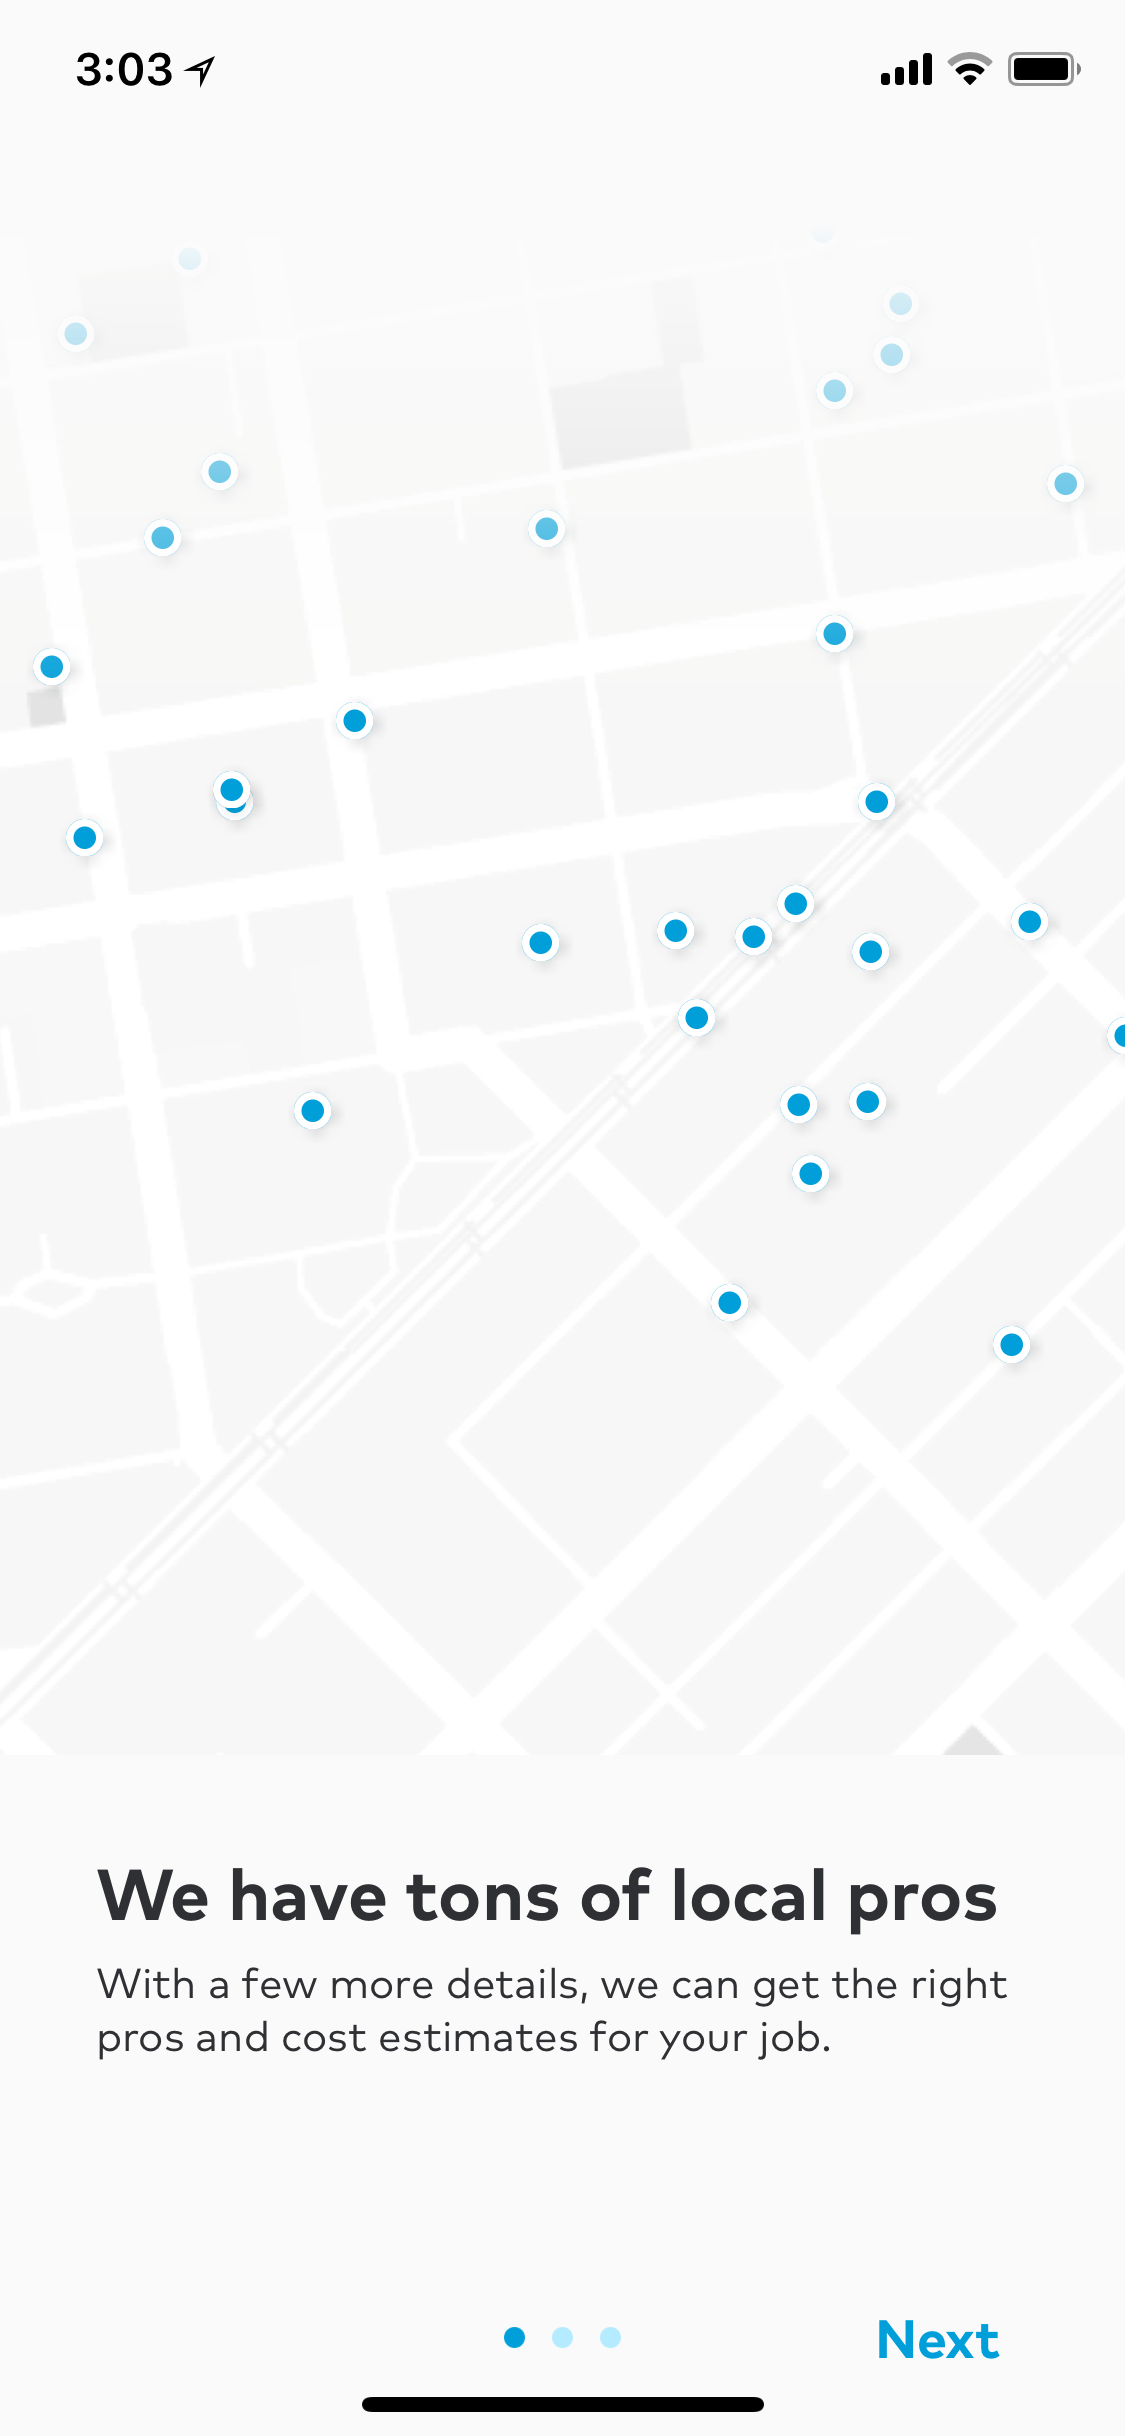 3:03
We have tons of local pros
With a few more details, we can get the right
pros and cost estimates for your job.
Next